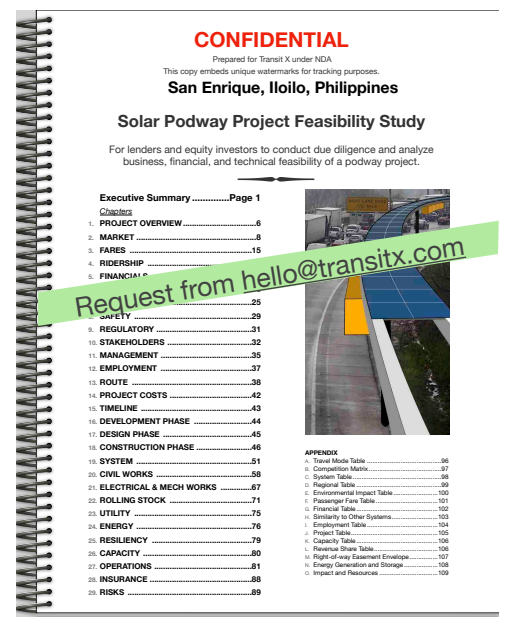 CONFIDENTIAL
Prepared for Transit X under NDA
This copy embeds unique watermarks for tracking purposes.
San Enrique, Iloilo, Philippines
Solar Podway Project Feasibility Study
For lenders and equity investors to conduct due diligence and analyze
business, financial, and technical feasibility of a podway project.
Executive Summary ..............Page 1
Chapters
1. PROJECT OVERVIEW ..............6
2. MARKET ..............8
3. FARES ..............15
4. RIDERSHIP
5. FINANCIALS
Request from hello@transitx.com
25
SAFETY ..............29
9. REGULATORY ..............31
10. STAKEHOLDERS ..............32
11. MANAGEMENT ..............35
12. EMPLOYMENT ..............37
13. ROUTE ..............38
14. PROJECT COSTS ..............42
15. TIMELINE ..............43
16. DEVELOPMENT PHASE ..............44
17. DESIGN PHASE ..............45
18. CONSTRUCTION PHASE ..............46
19. SYSTEM ..............51
20. CIVIL WORKS ..............58
21. ELECTRICAL & MECH WORKS ..............67
22. ROLLING STOCK ..............71
23. UTILITY ..............75
24. ENERGY ..............76
25. RESILIENCY ..............79
26. CAPACITY ..............80
27. OPERATIONS ..............81
28. INSURANCE ..............88
29. RISKS ..............89
APPENDIX
A. Travel Mode Table ..............96
B. Competition Matrix ..............97
C. System Table ..............98
D. Regional Table ..............99
E. Environmental Impact Table ..............100
F. Passenger Fare Table ..............101
G. Financial Table ..............102
H. Similarity to Other Systems ..............103
I. Employment Table ..............104
J. Project Table ..............105
K. Capacity Table ..............106
L. Revenue Share Table ..............106
M. Right-of-way Easement Envelope ..............107
N. Energy Generation and Storage ..............108
O. Impact and Resources ..............109